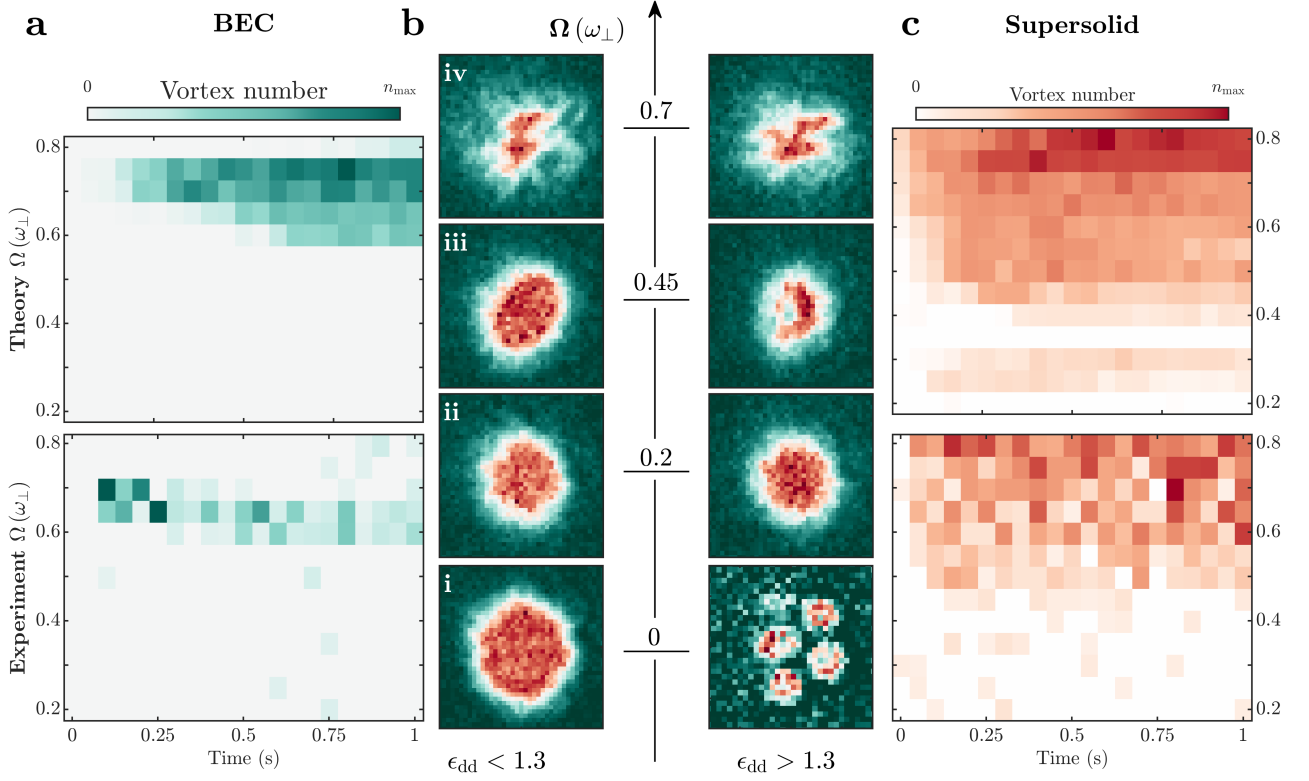 a
BEC
b
Ω (ω⊥)
c
Supersolid
0
Vortex number
n_max
0.8
0.6
0.4
0.2
Theory Ω (ω⊥)
0.8
0.6
0.4
0.2
Experiment Ω (ω⊥)
0
0.25
0.5
0.75
1
Time (s)
iv
iii
ii
i
0.7
0.45
0.2
0
ϵ_dd < 1.3
ϵ_dd > 1.3
0
Vortex number
n_max
0.8
0.6
0.4
0.2
0.8
0.6
0.4
0.2
0
0.25
0.5
0.75
1
Time (s)